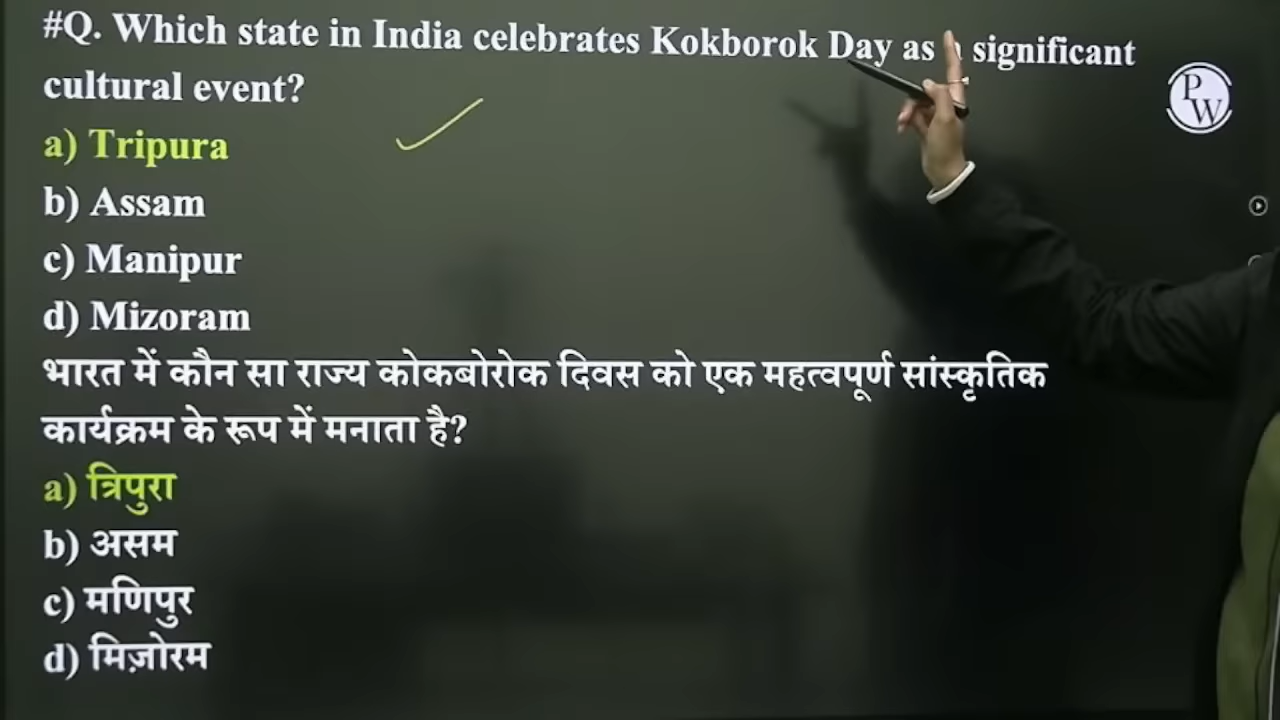 #Q. Which state in India celebrates Kokborok Day as significant
cultural event?
a) Tripura
b) Assam
c) Manipur
d) Mizoram
भारत में कौन सा राज्य कोकबोरोक दिवस को एक महत्वपूर्ण सांस्कृतिक
कार्यक्रम के रूप में मनाता है?
a) त्रिपुरा
b) असम
c) मणिपुर
d) मिज़ोरम
PW